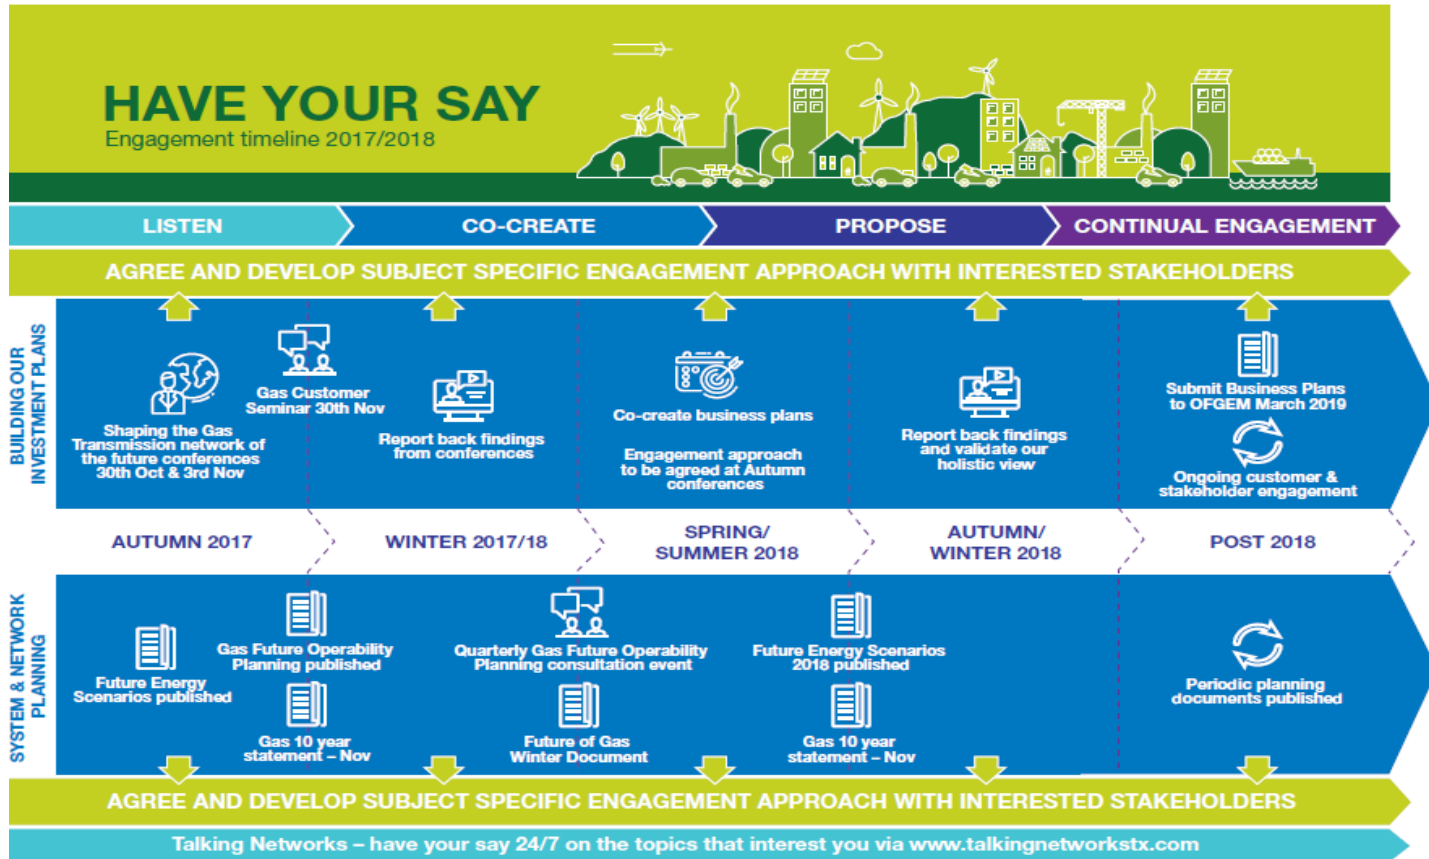 HAVE YOUR SAY
Engagement timeline 2017/2018
LISTEN
CO-CREATE
PROPOSE
CONTINUAL ENGAGEMENT
AGREE AND DEVELOP SUBJECT SPECIFIC ENGAGEMENT APPROACH WITH INTERESTED STAKEHOLDERS
BUILDING OUR
INVESTMENT PLANS
Shaping the Gas
Transmission network of
the future conferences
30th Oct & 3rd Nov
Gas Customer
Seminar 30th Nov
Report back findings
from conferences
Co-create business plans
Engagement approach
to be agreed at Autumn
conferences
Report back findings
and validate our
holistic view
Submit Business Plans
to OFGEM March 2019
Ongoing customer &
stakeholder engagement
AUTUMN 2017
WINTER 2017/18
SPRING/
SUMMER 2018
AUTUMN/
WINTER 2018
POST 2018
SYSTEM & NETWORK
PLANNING
Future Energy
Scenarios published
Gas Future Operability
Planning published
Gas 10 year
statement – Nov
Quarterly Gas Future Operability
Planning consultation event
Future of Gas
Winter Document
Future Energy Scenarios
2018 published
Gas 10 year
statement – Nov
Periodic planning
documents published
AGREE AND DEVELOP SUBJECT SPECIFIC ENGAGEMENT APPROACH WITH INTERESTED STAKEHOLDERS
Talking Networks – have your say 24/7 on the topics that interest you via www.talkingnetworkstx.com